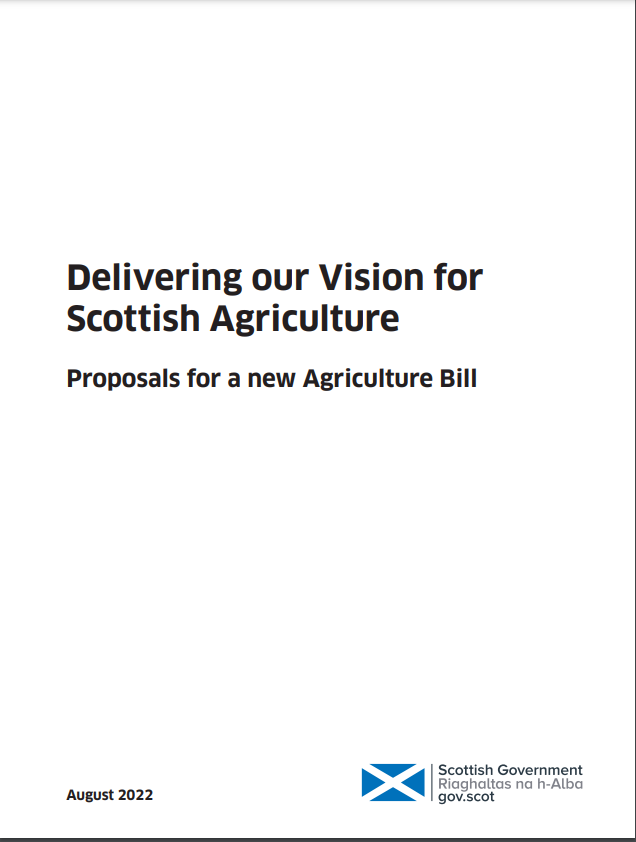 Delivering our Vision for
Scottish Agriculture
Proposals for a new Agriculture Bill
August 2022
Scottish Government
Riaghaltas na h-Alba
gov.scot